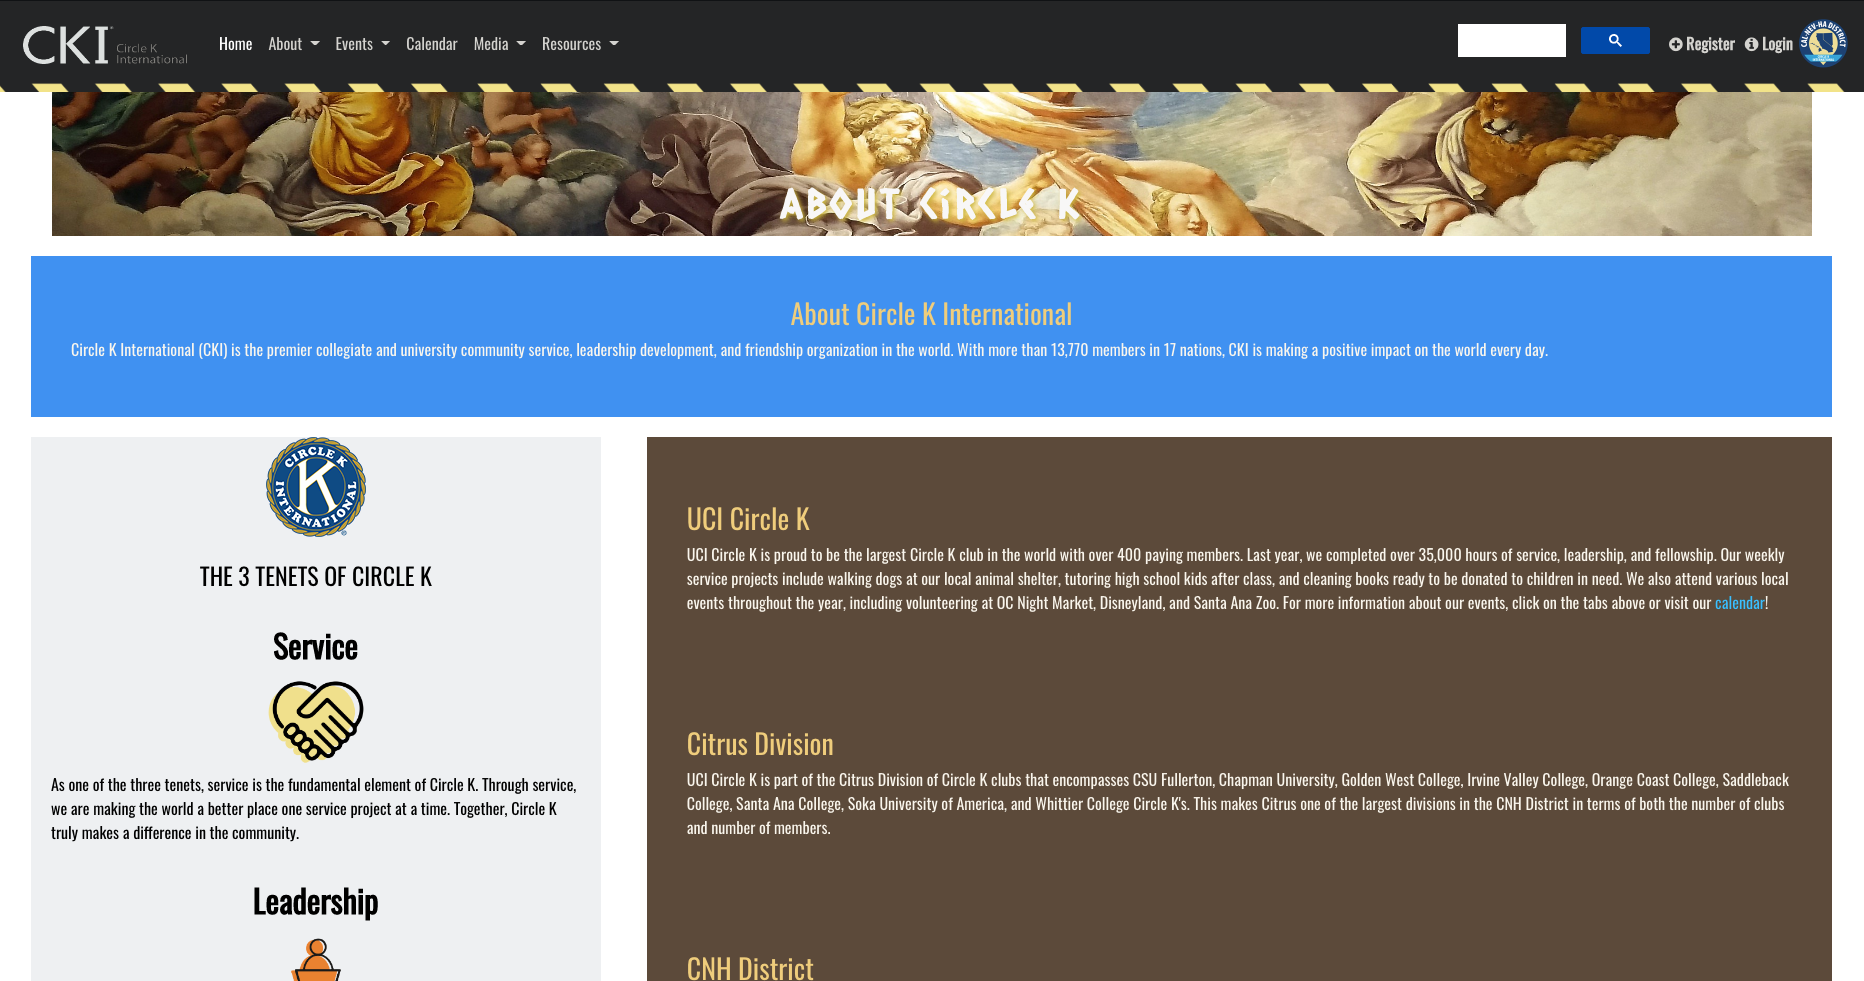 CKI Circle K
International
Home About Events Calendar Media Resources
Register Login
CAL-NEV-HA DISTRICT
ABOUT CIRCLE K
About Circle K International
Circle K International (CKI) is the premier collegiate and university community service, leadership development, and friendship organization in the world. With more than 13,770 members in 17 nations, CKI is making a positive impact on the world every day.
CIRCLE K
K
INTERNATIONAL
THE 3 TENETS OF CIRCLE K
Service
As one of the three tenets, service is the fundamental element of Circle K. Through service,
we are making the world a better place one service project at a time. Together, Circle K
truly makes a difference in the community.
Leadership
UCI Circle K
UCI Circle K is proud to be the largest Circle K club in the world with over 400 paying members. Last year, we completed over 35,000 hours of service, leadership, and fellowship. Our weekly
service projects include walking dogs at our local animal shelter, tutoring high school kids after class, and cleaning books ready to be donated to children in need. We also attend various local
events throughout the year, including volunteering at OC Night Market, Disneyland, and Santa Ana Zoo. For more information about our events, click on the tabs above or visit our calendar!
Citrus Division
UCI Circle K is part of the Citrus Division of Circle K clubs that encompasses CSU Fullerton, Chapman University, Golden West College, Irvine Valley College, Orange Coast College, Saddleback
College, Santa Ana College, Soka University of America, and Whittier College Circle K's. This makes Citrus one of the largest divisions in the CNH District in terms of both the number of clubs
and number of members.
CNH District